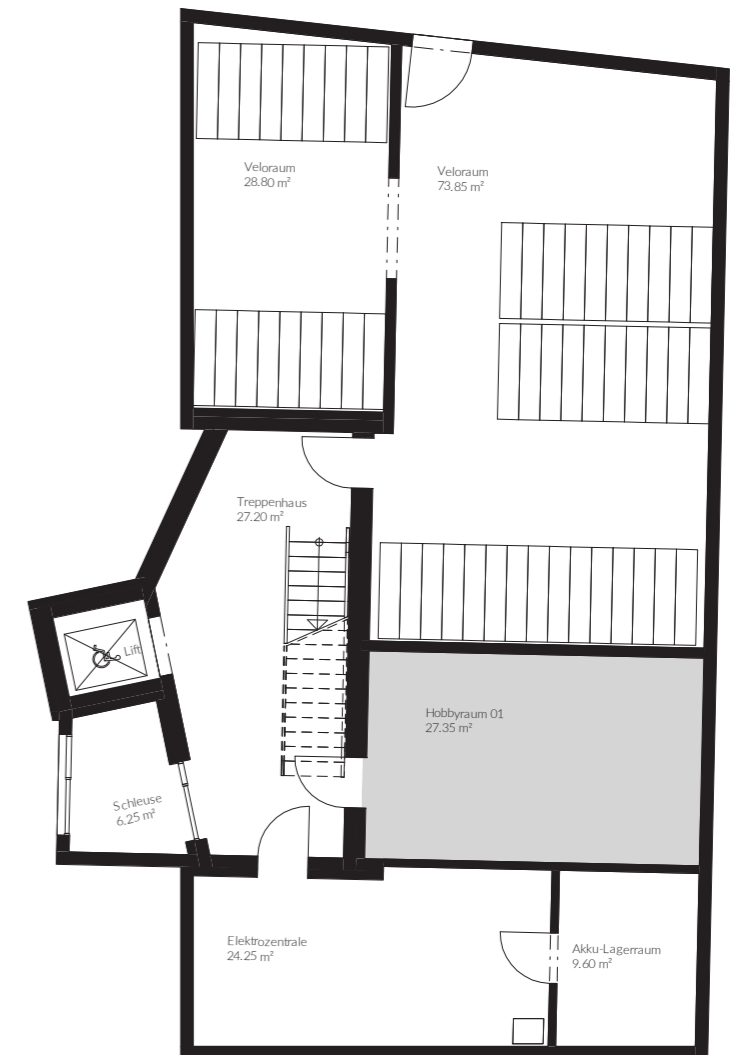 Veloraum
28.80 m²
Veloraum
73.85 m²
Treppenhaus
27.20 m²
Lift
Hobbyraum 01
27.35 m²
Schleuse
6.25 m²
Elektrozentrale
24.25 m²
Akku-Lagerraum
9.60 m²